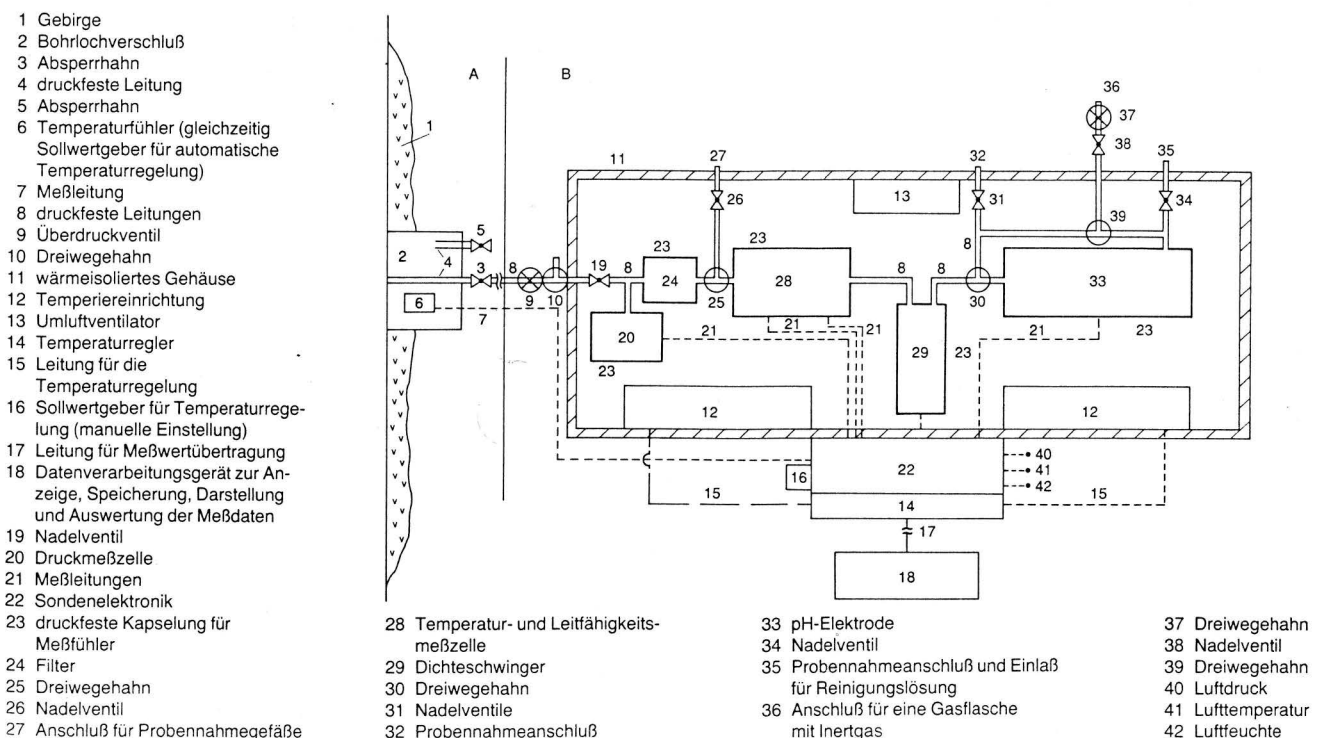 1 Gebirge
2 Bohrlochverschluß
3 Absperrhahn
4 druckfeste Leitung
5 Absperrhahn
6 Temperaturfühler (gleichzeitig
Sollwertgeber für automatische
Temperaturregelung)
7 Meßleitung
8 druckfeste Leitungen
9 Überdruckventil
10 Dreiwegehahn
11 wärmeisoliertes Gehäuse
12 Temperiereinrichtung
13 Umluftventilator
14 Temperaturregler
15 Leitung für die
Temperaturregelung
16 Sollwertgeber für Temperaturrege-
lung (manuelle Einstellung)
17 Leitung für Meßwertübertragung
18 Datenverarbeitungsgerät zur An-
zeige, Speicherung, Darstellung
und Auswertung der Meßdaten
19 Nadelventil
20 Druckmeßzelle
21 Meßleitungen
22 Sondenelektronik
23 druckfeste Kapselung für
Meßfühler
24 Filter
25 Dreiwegehahn
26 Nadelventil
27 Anschluß für Probennahmegefäße
28 Temperatur- und Leitfähigkeits-
meßzelle
29 Dichteschwinger
30 Dreiwegehahn
31 Nadelventile
32 Probennahmeanschluß
33 pH-Elektrode
34 Nadelventil
35 Probennahmeanschluß und Einlaß
für Reinigungslösung
36 Anschluß für eine Gasflasche
mit Inertgas
37 Dreiwegehahn
38 Nadelventil
39 Dreiwegehahn
40 Luftdruck
41 Lufttemperatur
42 Luftfeuchte
A B
36
37
38
11 27 32 35
1
26 13 31 34
39
5
23 23 8
2 4 3 8 19 8 8 8
24 28 33
6 9 10 25 30
7
21 21 21 23
20 21 29 23
23
12 12
40
22 41
16 42
15 15
14
17
18